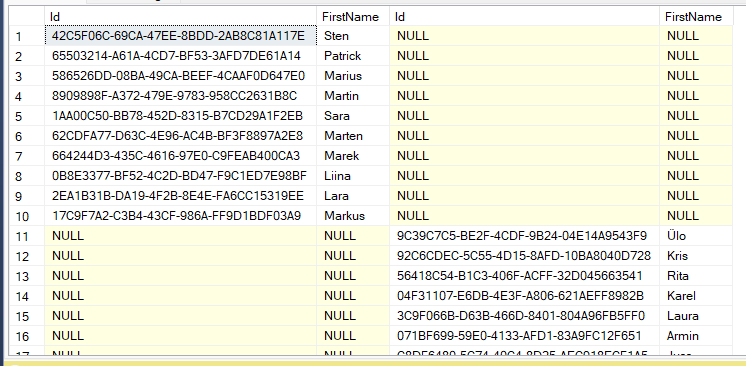 Id FirstName Id FirstName
1 42C5F06C-69CA-47EE-8BDD-2AB8C81A117E Sten NULL NULL
2 65503214-A61A-4CD7-BF53-3AFD7DE61A14 Patrick NULL NULL
3 586526DD-08BA-49CA-BEEF-4CAAF0D647E0 Marius NULL NULL
4 8909898F-A372-479E-9783-958CC2631B8C Martin NULL NULL
5 1AA00C50-BB78-452D-8315-B7CD29A1F2EB Sara NULL NULL
6 62CDFA77-D63C-4E96-AC4B-BF3F8897A2E8 Marten NULL NULL
7 664244D3-435C-4616-97E0-C9FEAB400CA3 Marek NULL NULL
8 0B8E3377-BF52-4C2D-BD47-F9C1ED7E98BF Liina NULL NULL
9 2EA1B31B-DA19-4F2B-8E4E-FA6CC15319EE Lara NULL NULL
10 17C9F7A2-C3B4-43CF-986A-FF9D1BDF03A9 Markus NULL NULL
11 NULL NULL 9C39C7C5-BE2F-4CDF-9B24-04E14A9543F9 Ülo
12 NULL NULL 92C6CDEC-5C55-4D15-8AFD-10BA8040D728 Kris
13 NULL NULL 56418C54-B1C3-406F-ACFF-32D045663541 Rita
14 NULL NULL 04F31107-E6DB-4E3F-A806-621AEFF8982B Karel
15 NULL NULL 3C9F066B-D63B-466D-8401-804A96FB5FF0 Laura
16 NULL NULL 071BF699-59E0-4133-AFD1-83A9FC12F651 Armin
17 NULL NULL